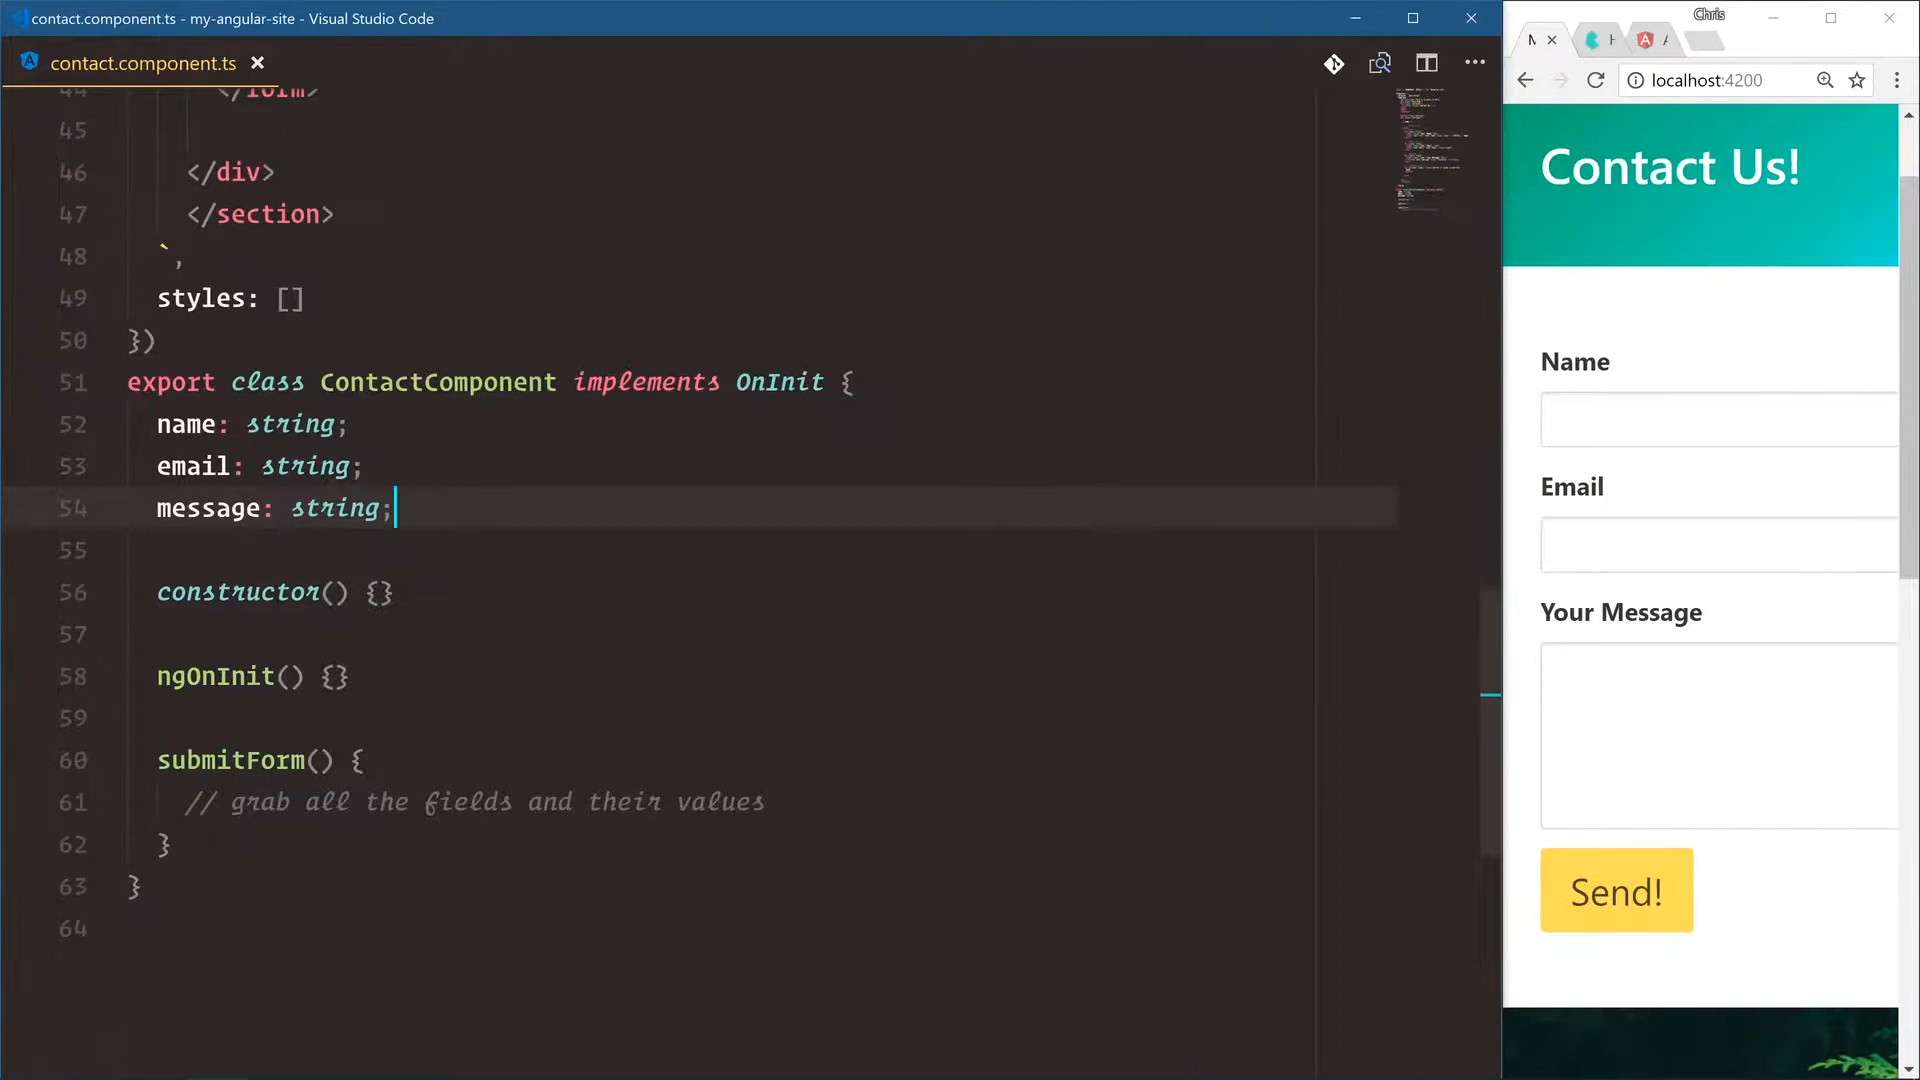 contact.component.ts - my-angular-site - Visual Studio Code
contact.component.ts
44 </form>
45
46 </div>
47 </section>
48 `,
49 styles: []
50 })
51 export class ContactComponent implements OnInit {
52 name: string;
53 email: string;
54 message: string;
55
56 constructor() {}
57
58 ngOnInit() {}
59
60 submitForm() {
61 // grab all the fields and their values
62 }
63 }
64
Chris
localhost:4200
Contact Us!
Name
Email
Your Message
Send!